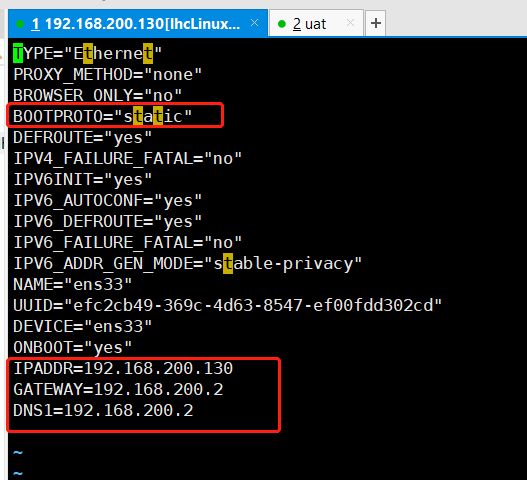 1 192.168.200.130[lhcLinux... × 2 uat × +
TYPE="Ethernet"
PROXY_METHOD="none"
BROWSER_ONLY="no"
BOOTPROTO="static"
DEFROUTE="yes"
IPV4_FAILURE_FATAL="no"
IPV6INIT="yes"
IPV6_AUTOCONF="yes"
IPV6_DEFROUTE="yes"
IPV6_FAILURE_FATAL="no"
IPV6_ADDR_GEN_MODE="stable-privacy"
NAME="ens33"
UUID="efc2cb49-369c-4d63-8547-ef00fdd302cd"
DEVICE="ens33"
ONBOOT="yes"
IPADDR=192.168.200.130
GATEWAY=192.168.200.2
DNS1=192.168.200.2
~
~